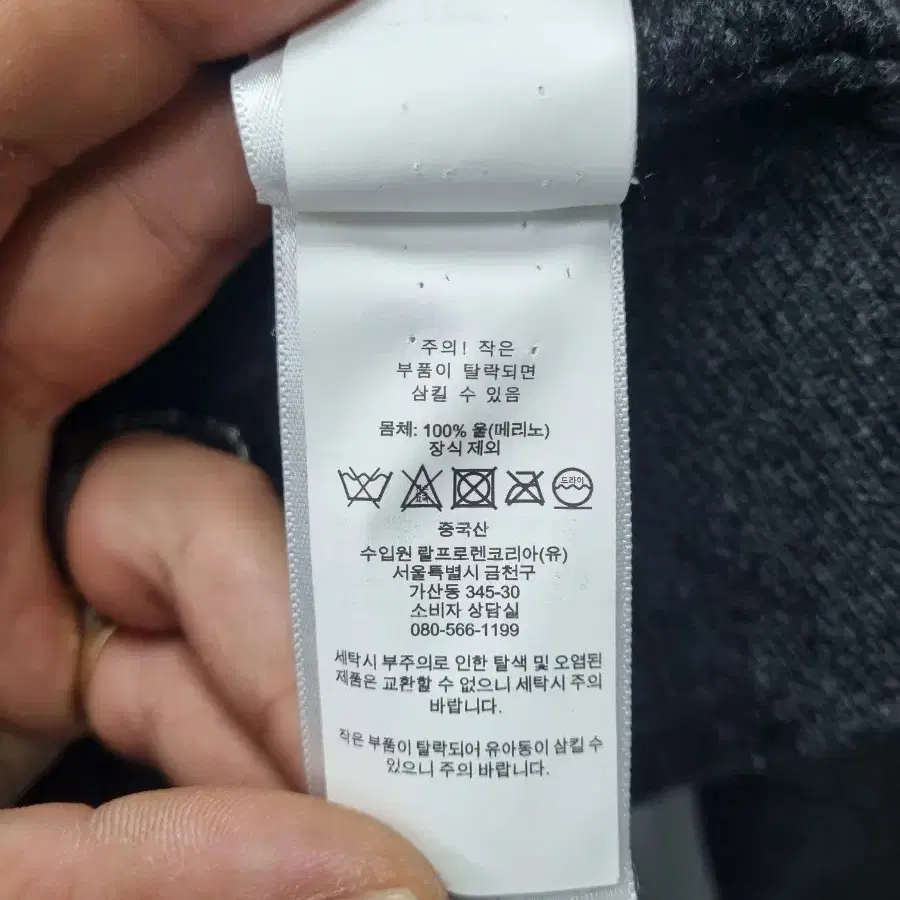 주의! 작은
부품이 탈락되면
삼킬 수 있음
몸체: 100% 울(메리노)
장식 제외
도라이
중국산
수입원 랄프로렌코리아(유)
서울특별시 금천구
가산동 345-30
소비자 상담실
080-566-1199
세탁시 부주의로 인한 탈색 및 오염된
제품은 교환할 수 없으니 세탁시 주의
바랍니다.
작은 부품이 탈락되어 유아동이 삼킬 수
있으니 주의 바랍니다.